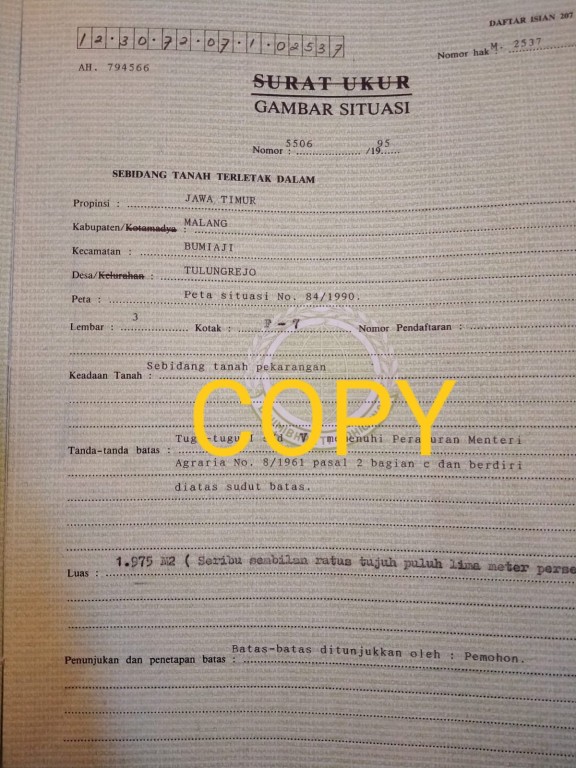 DAFTAR ISIAN 207
12.30.72.07.1.02537
Nomor hak M. 2537
AH. 794566
SURAT UKUR
GAMBAR SITUASI
Nomor : 5506 /1995
SEBIDANG TANAH TERLETAK DALAM
Propinsi : JAWA TIMUR
Kabupaten/Kotamadya : MALANG
Kecamatan : BUMIAJI
Desa/Kelurahan : TULUNGREJO
Peta : Peta situasi No. 84/1990.
Lembar : 3 Kotak : P-7 Nomor Pendaftaran :
Keadaan Tanah : Sebidang tanah pekarangan
COPY
Tugu-tugu I s/d V memenuhi Peraturan Menteri
Tanda-tanda batas :
Agraria No. 8/1961 pasal 2 bagian c dan berdiri
diatas sudut batas.
Luas : 1.975 M2 ( Seribu sembilan ratus tujuh puluh lima meter perse
Penunjukan dan penetapan batas : Batas-batas ditunjukkan oleh : Pemohon.